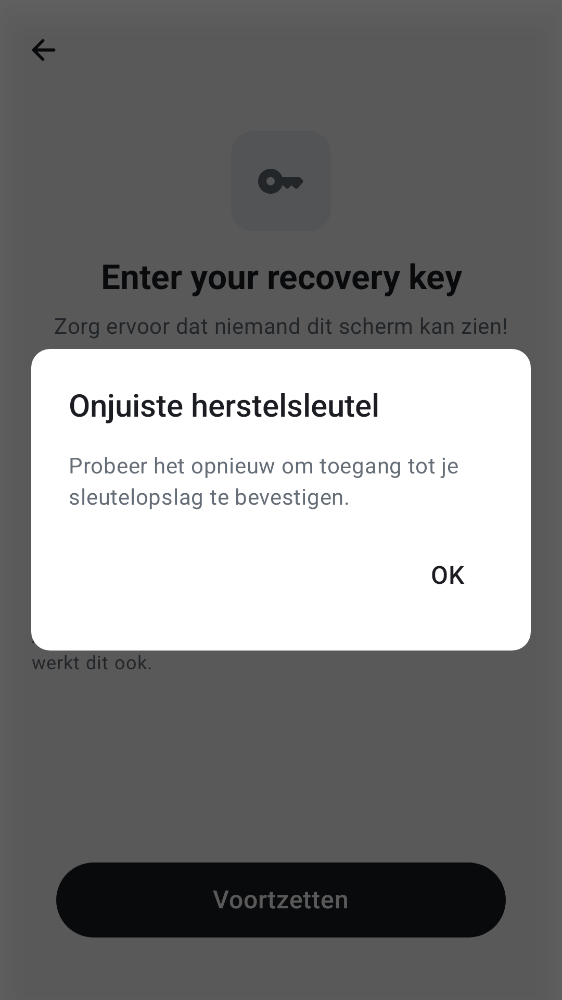 Enter your recovery key
Zorg ervoor dat niemand dit scherm kan zien!
Onjuiste herstelsleutel
Probeer het opnieuw om toegang tot je
sleutelopslag te bevestigen.
OK
werkt dit ook.
Voortzetten